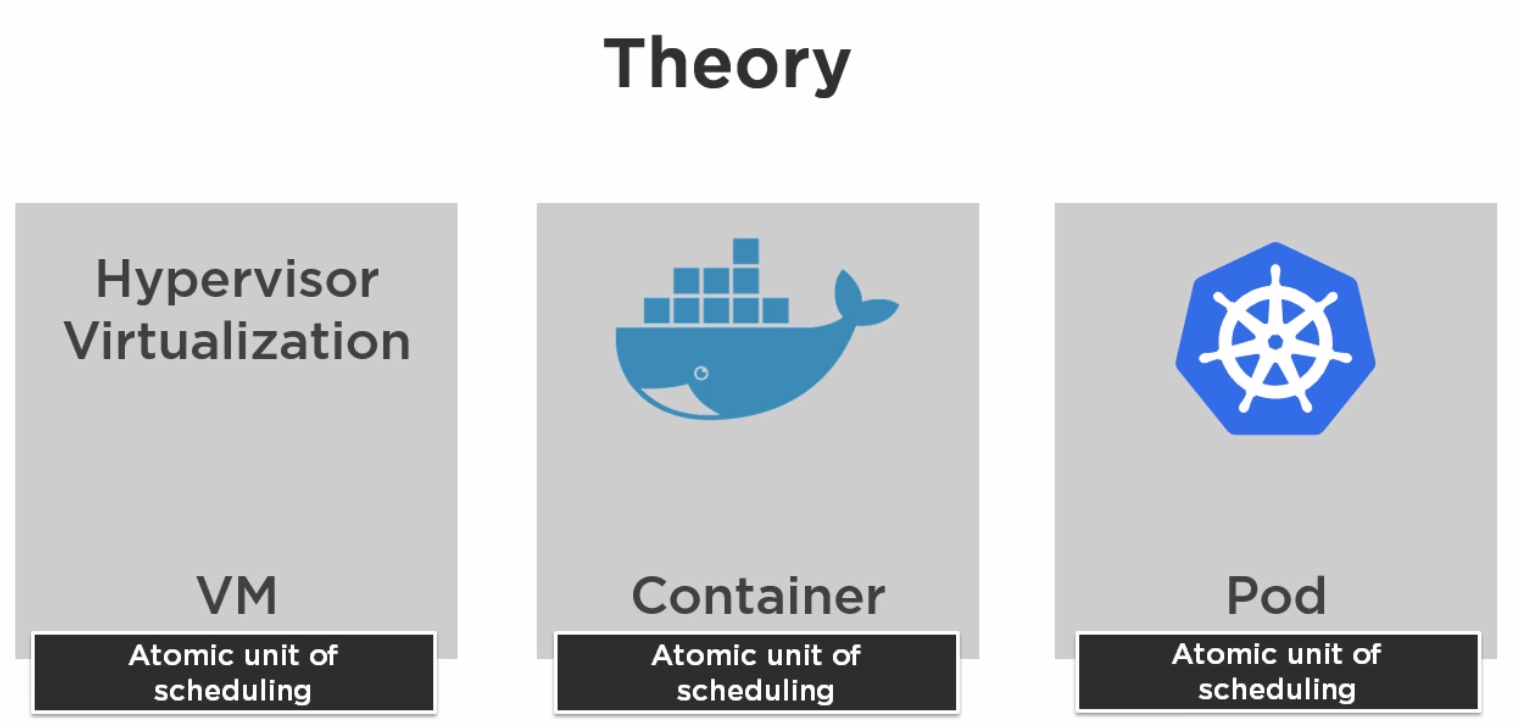 Theory
Hypervisor
Virtualization
VM
Atomic unit of
scheduling
Container
Atomic unit of
scheduling
Pod
Atomic unit of
scheduling